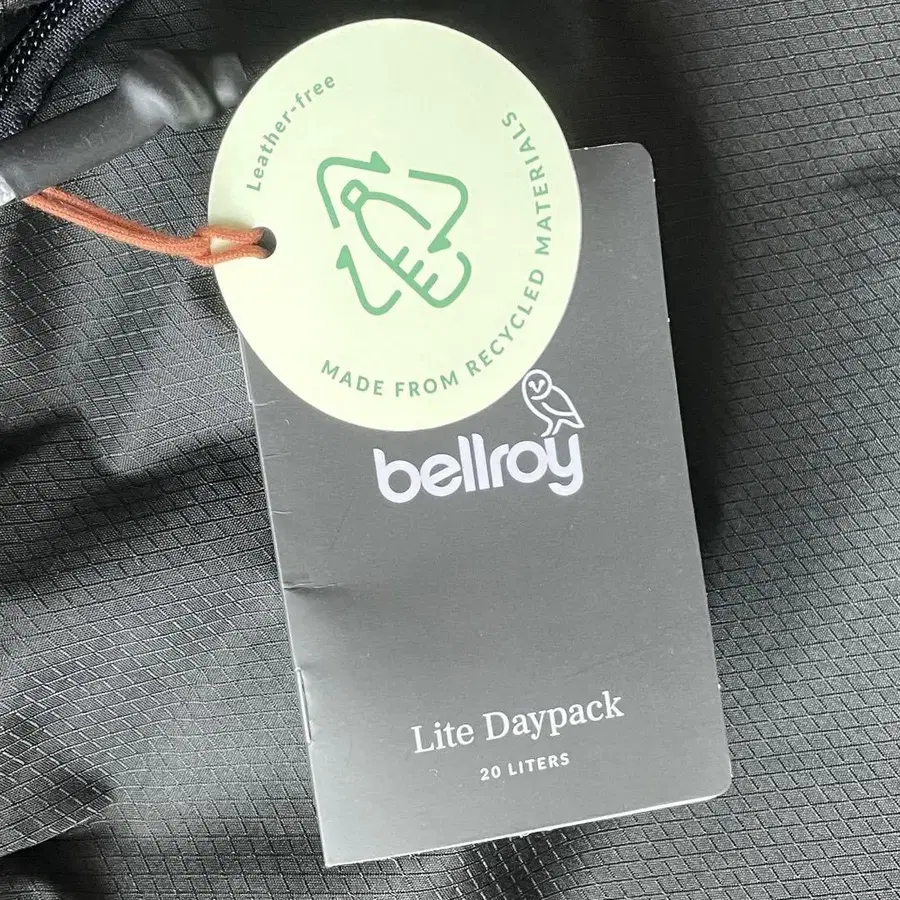 Leather-free
MADE FROM RECYCLED MATERIALS
bellroy
Lite Daypack
20 LITERS